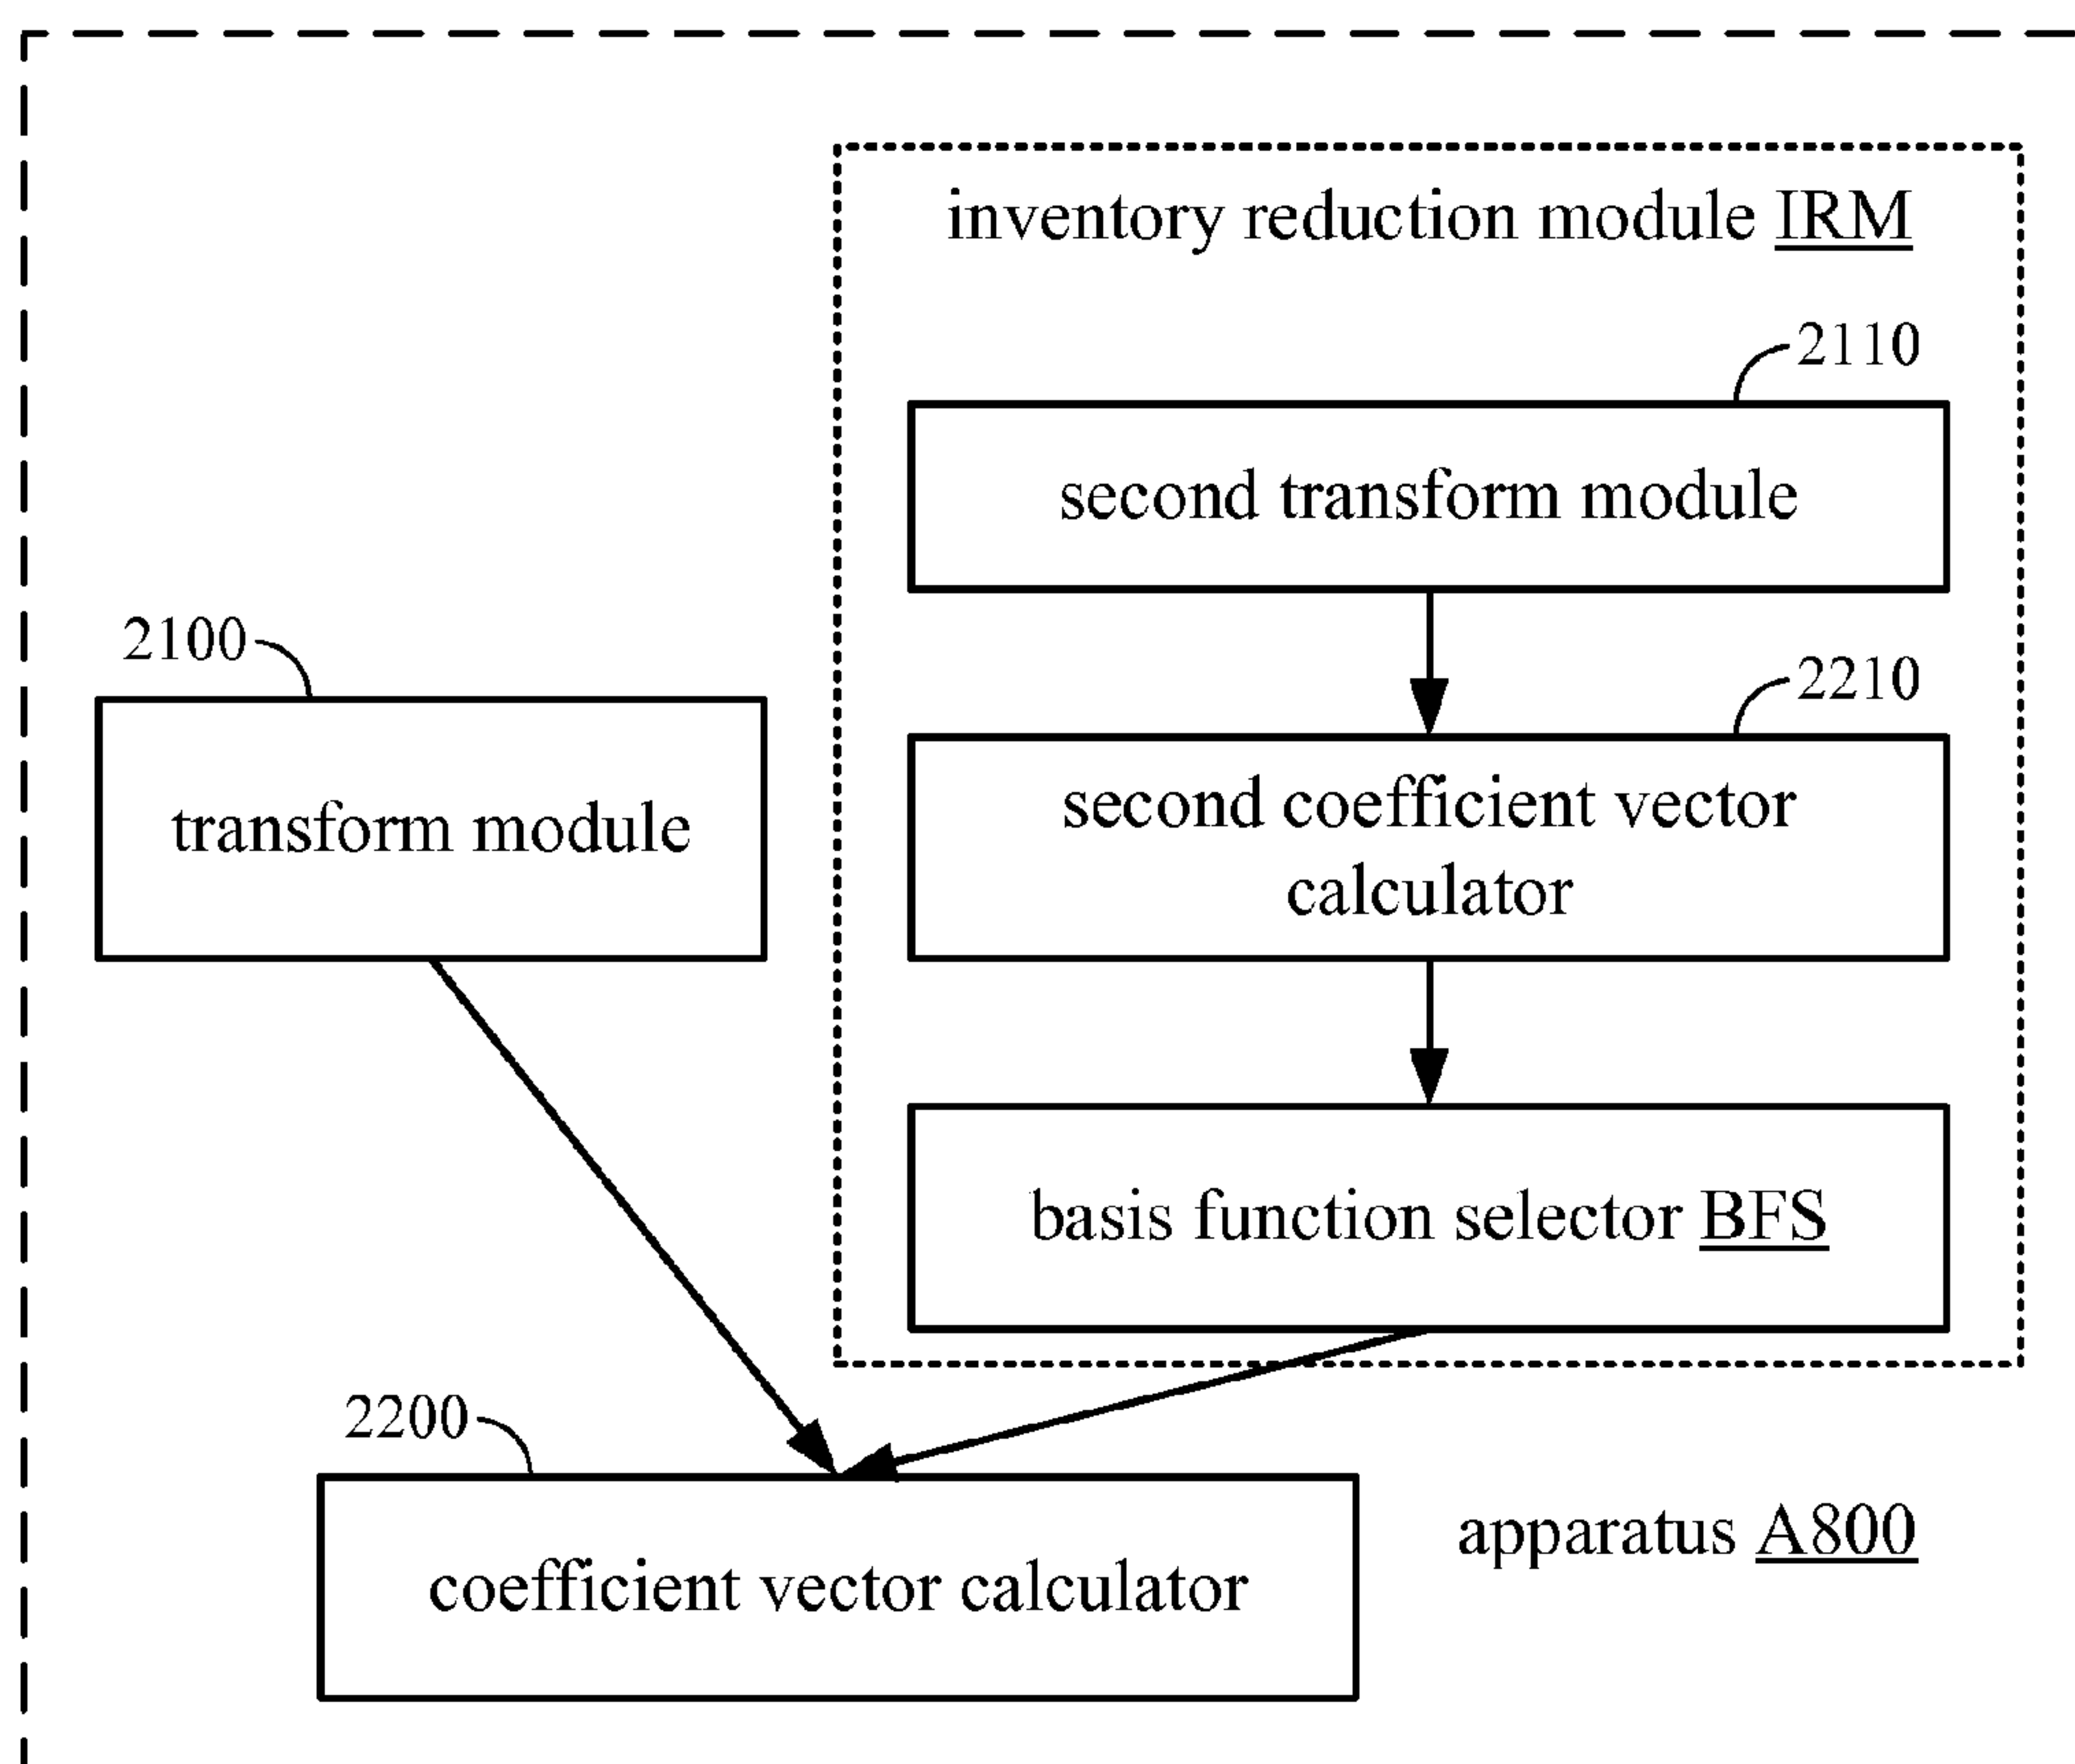 inventory reduction module IRM
2110
second transform module
2100
2210
transform module
second coefficient vector
calculator
basis function selector BFS
2200
apparatus A800
coefficient vector calculator